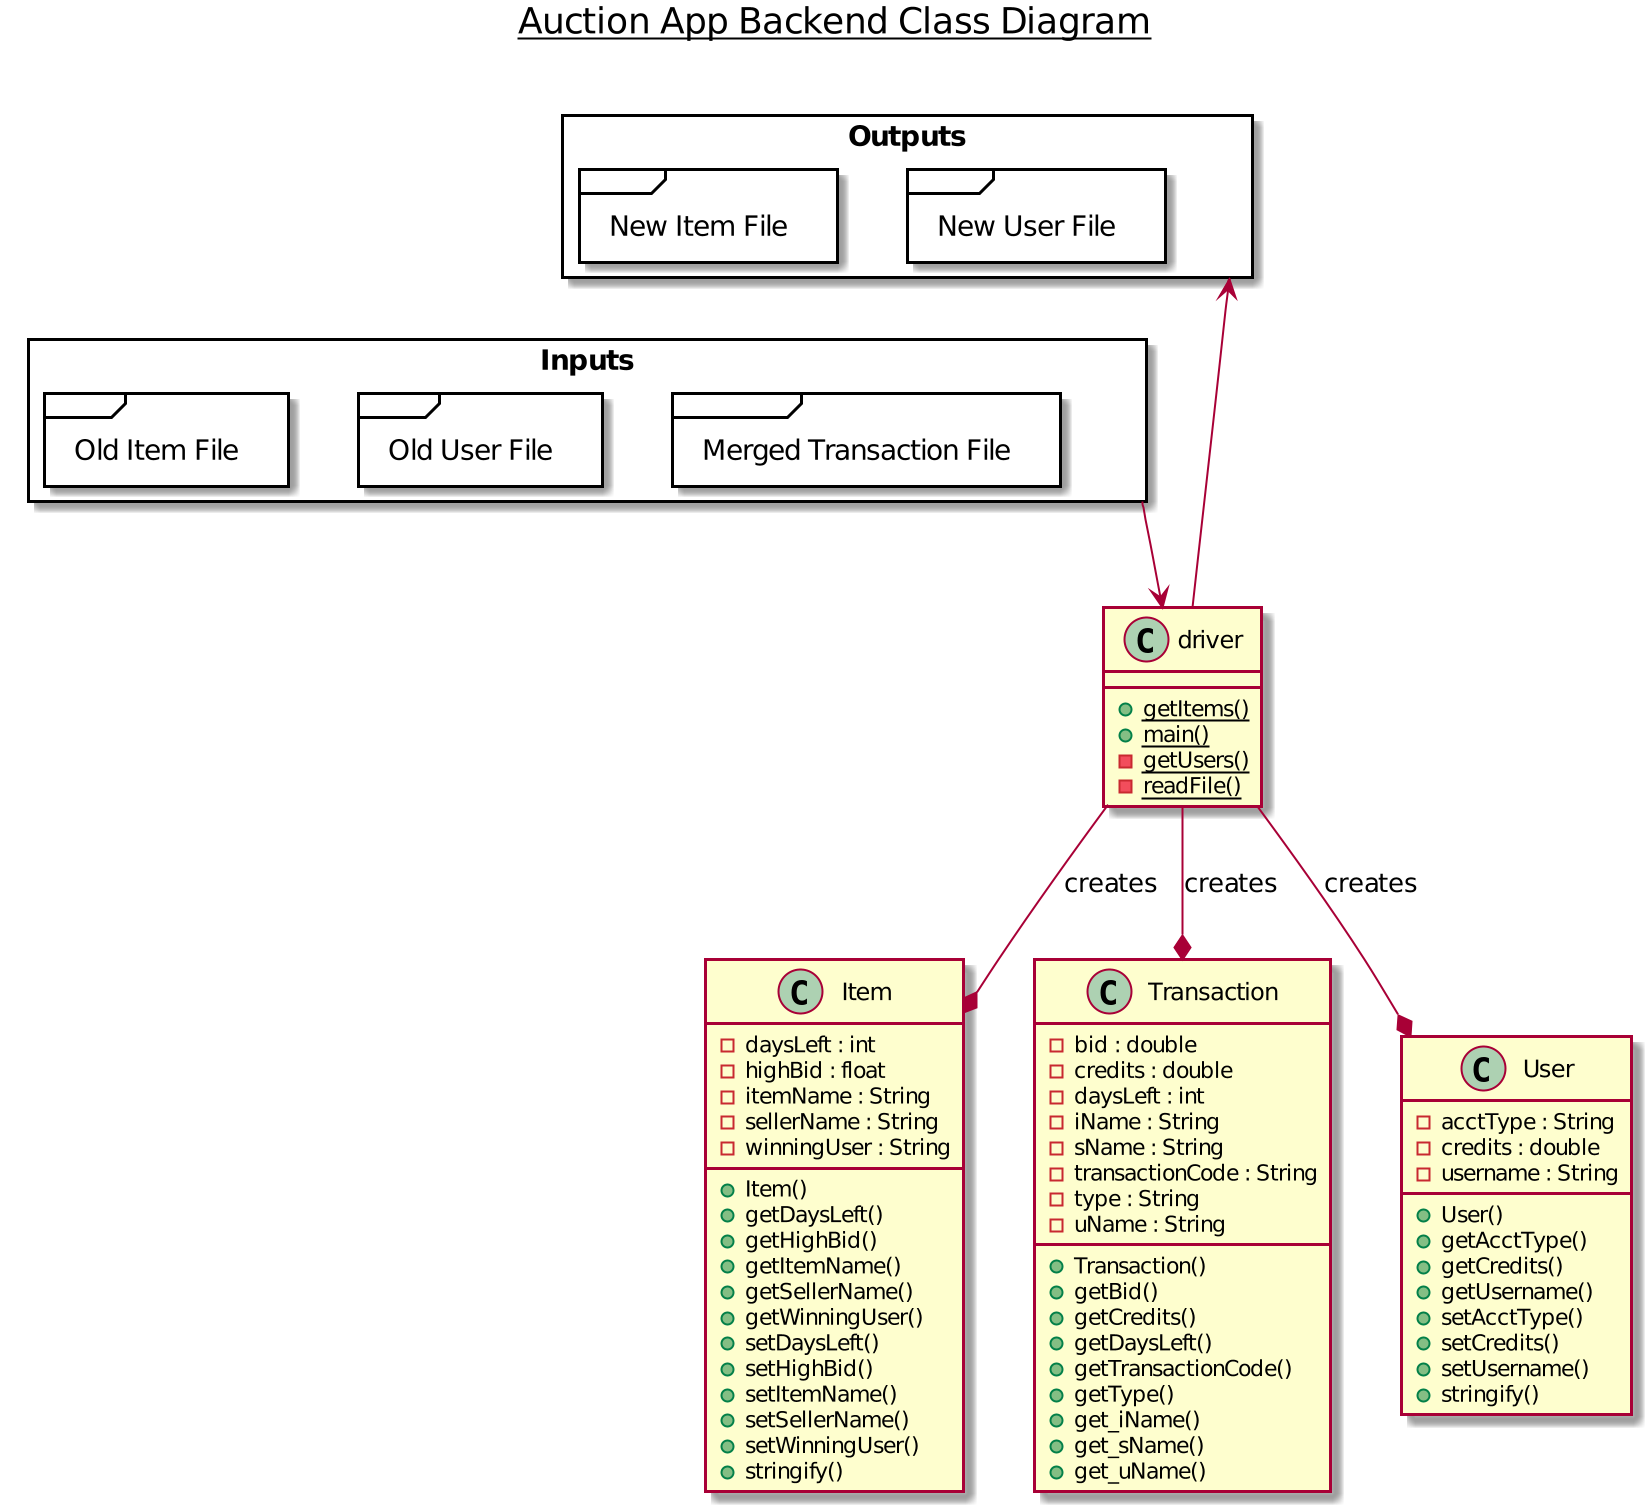 Auction App Backend Class Diagram
Outputs
New Item File
New User File
Inputs
Old Item File
Old User File
Merged Transaction File
C driver
getItems()
main()
getUsers()
readFile()
creates
creates
creates
C Item
daysLeft : int
highBid : float
itemName : String
sellerName : String
winningUser : String
Item()
getDaysLeft()
getHighBid()
getItemName()
getSellerName()
getWinningUser()
setDaysLeft()
setHighBid()
setItemName()
setSellerName()
setWinningUser()
stringify()
C Transaction
bid : double
credits : double
daysLeft : int
iName : String
sName : String
transactionCode : String
type : String
uName : String
Transaction()
getBid()
getCredits()
getDaysLeft()
getTransactionCode()
getType()
get_iName()
get_sName()
get_uName()
C User
acctType : String
credits : double
username : String
User()
getAcctType()
getCredits()
getUsername()
setAcctType()
setCredits()
setUsername()
stringify()